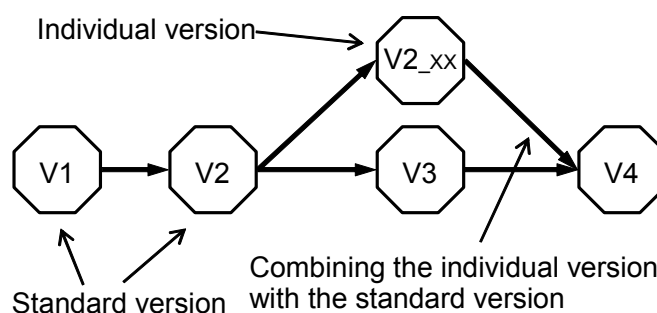 Individual version
V2_XX
V1
V2
V3
V4
Standard version
Combining the individual version
with the standard version